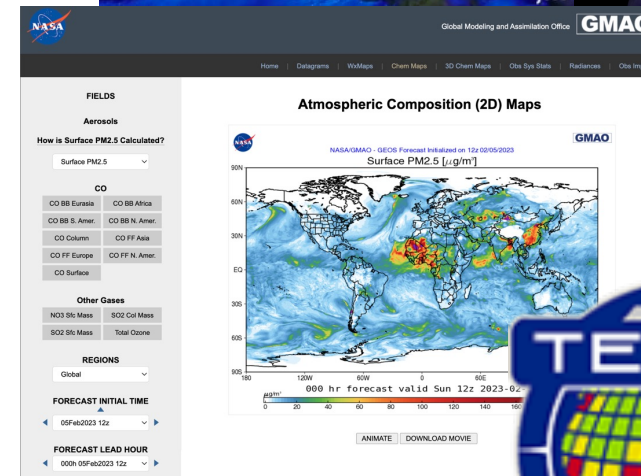 NASA
Global Modeling and Assimilation Office GMAO
Home | Datagrams | WxMaps | Chem Maps | 3D Chem Maps | Obs Sys Stats | Radiances | Obs Im
FIELDS
Aerosols
How is Surface PM2.5 Calculated?
Surface PM2.5
CO
CO BB Eurasia CO BB Africa
CO BB S. Amer. CO BB N. Amer.
CO Column CO FF Asia
CO FF Europe CO FF N. Amer.
CO Surface
Other Gases
NO3 Sfc Mass SO2 Col Mass
SO2 Sfc Mass Total Ozone
REGIONS
Global
FORECAST INITIAL TIME
05Feb2023 12z
FORECAST LEAD HOUR
000h 05Feb2023 12z
Atmospheric Composition (2D) Maps
NASA
GMAO
NASA/GMAO - GEOS Forecast Initialized on 12z 02/05/2023
Surface PM2.5 [μg/m³]
90N
60N
30N
EQ
30S
60S
90S
180 120W 60W 0 60E
000 hr forecast valid Sun 12z 2023-02-
μg/m³
0 20 40 60 80 100 120 140 160
ANIMATE DOWNLOAD MOVIE
TE